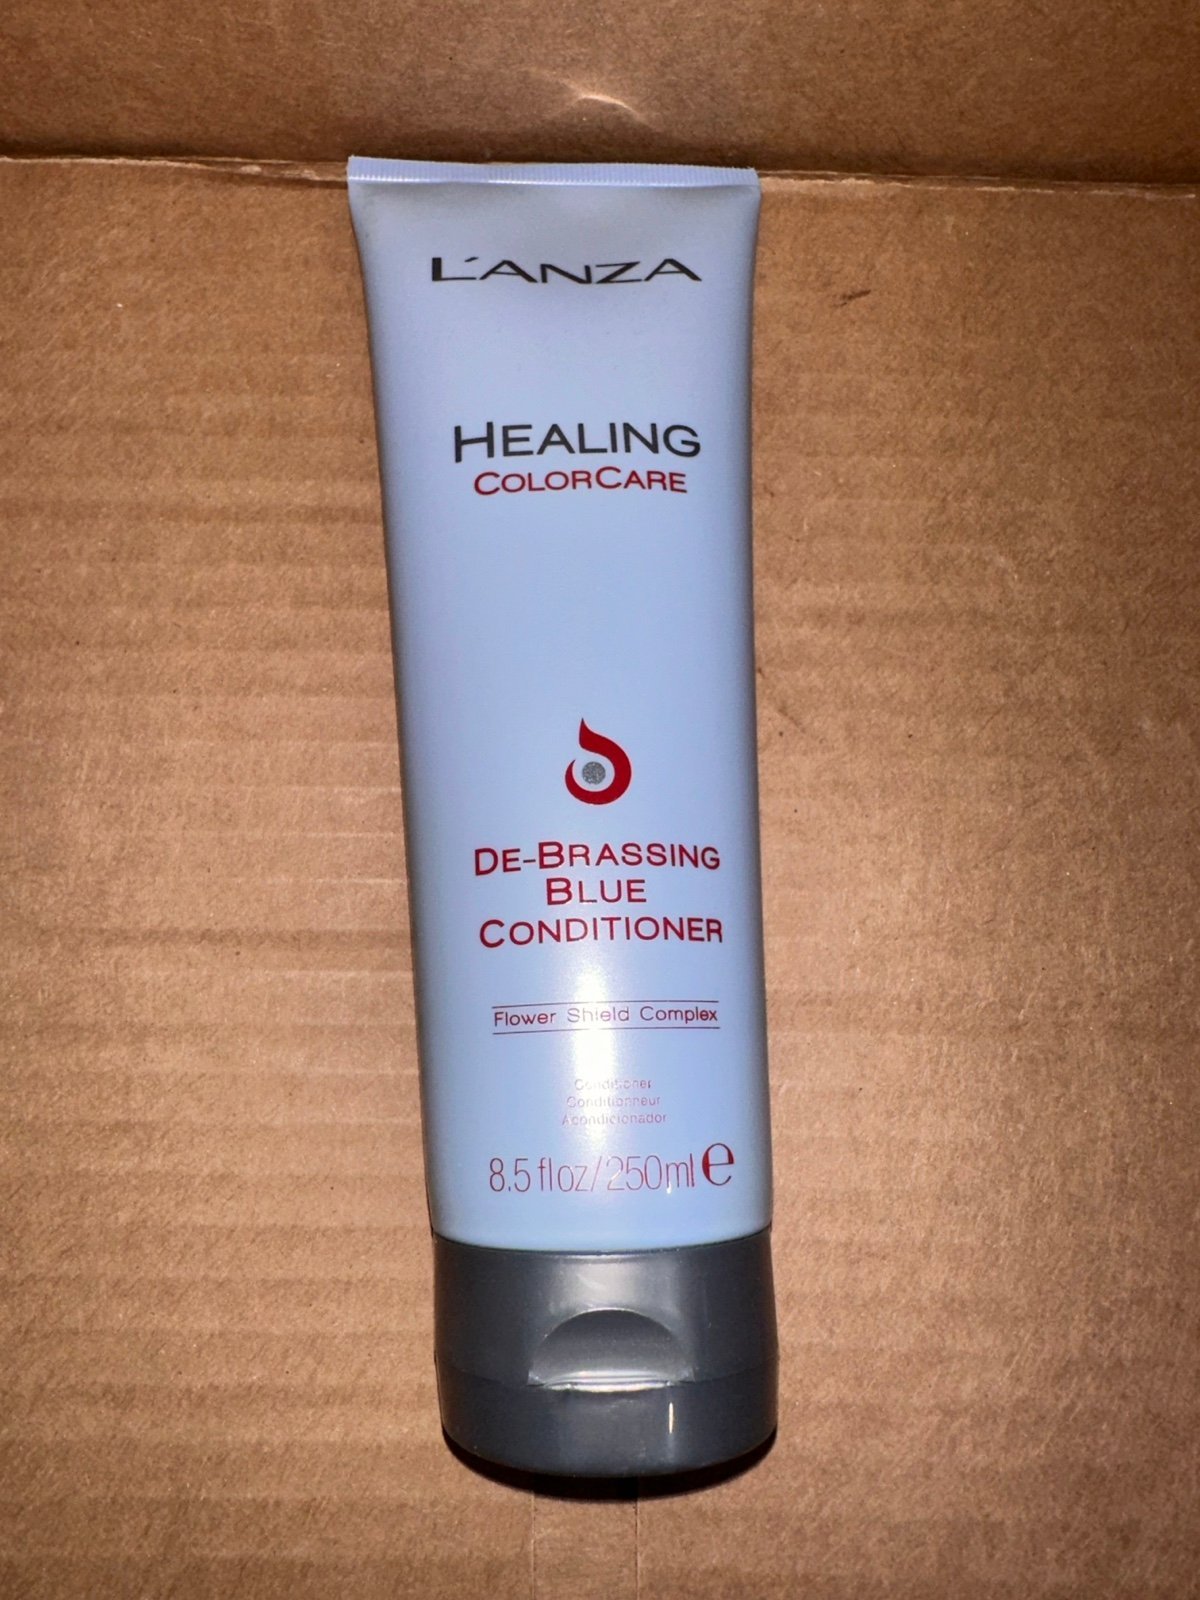 L'ANZA
HEALING
COLORCARE
DE-BRASSING
BLUE
CONDITIONER
Flower Shield Complex
Conditioner
Conditionneur
Acondicionador
8.5 fl oz/250ml e